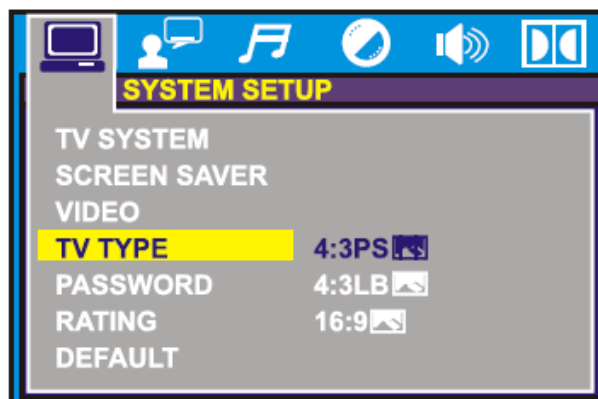 SYSTEM SETUP
TV SYSTEM
SCREEN SAVER
VIDEO
TV TYPE 4:3PS
PASSWORD 4:3LB
RATING 16:9
DEFAULT